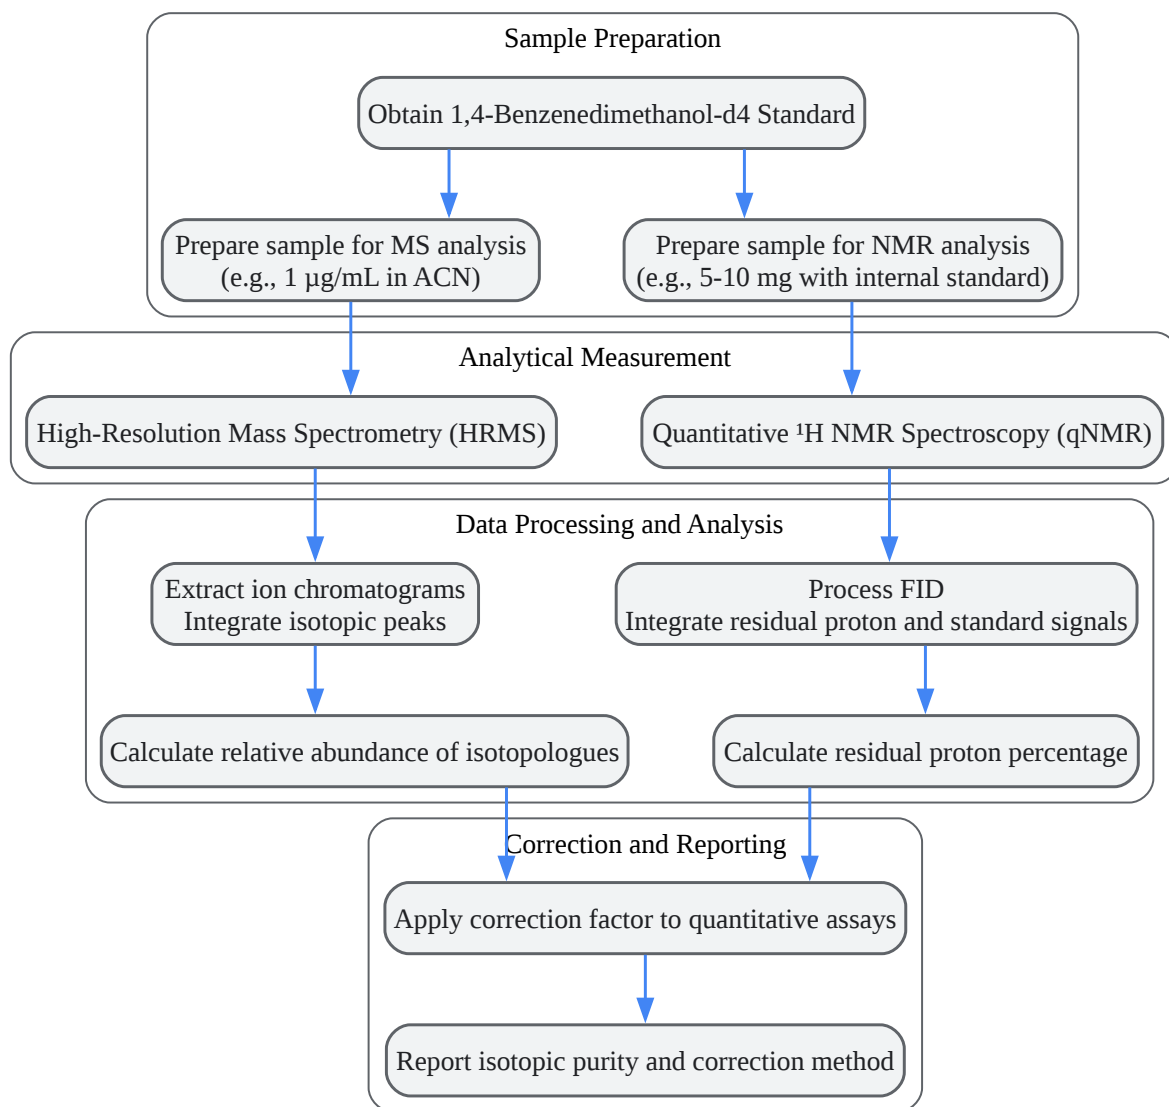 Sample Preparation
Obtain 1,4-Benzenedimethanol-d4 Standard
Prepare sample for MS analysis
(e.g., 1 µg/mL in ACN)
Prepare sample for NMR analysis
(e.g., 5-10 mg with internal standard)
Analytical Measurement
High-Resolution Mass Spectrometry (HRMS)
Quantitative ¹H NMR Spectroscopy (qNMR)
Data Processing and Analysis
Extract ion chromatograms
Integrate isotopic peaks
Process FID
Integrate residual proton and standard signals
Calculate relative abundance of isotopologues
Calculate residual proton percentage
Correction and Reporting
Apply correction factor to quantitative assays
Report isotopic purity and correction method